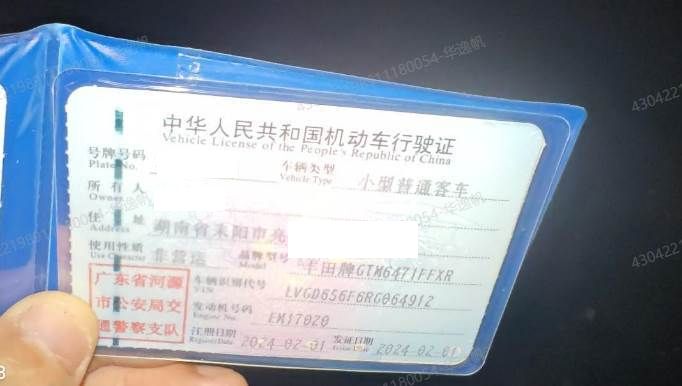 中华人民共和国机动车行驶证
Vehicle License of the People's Republic of China
号牌号码
Plate No.
车辆类型
Vehicle Type
小型普通客车
所有人
Owner
住址
Address
湖南省耒阳市亮
使用性质
Use Character
非营运
品牌型号
Model
丰田牌GTM6471FFXR
广东省河源
市公安局交
通警察支队
车辆识别代号
VIN
LVGD656F6RG064912
发动机号码
Engine No.
EM17020
注册日期
Register Date
2024-02-01
发证日期
Issue Date
2024-02-01